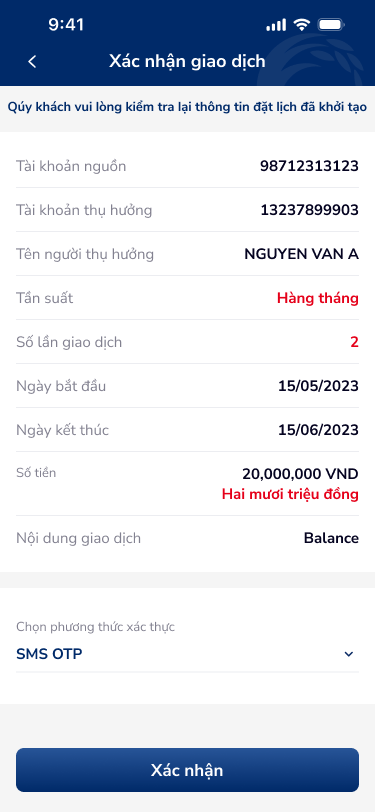 9:41
Xác nhận giao dịch
Qúy khách vui lòng kiểm tra lại thông tin đặt lịch đã khởi tạo
Tài khoản nguồn 98712313123
Tài khoản thụ hưởng 13237899903
Tên người thụ hưởng NGUYEN VAN A
Tần suất Hàng tháng
Số lần giao dịch 2
Ngày bắt đầu 15/05/2023
Ngày kết thúc 15/06/2023
Số tiền 20,000,000 VND
Hai mươi triệu đồng
Nội dung giao dịch Balance
Chọn phương thức xác thực
SMS OTP
Xác nhận